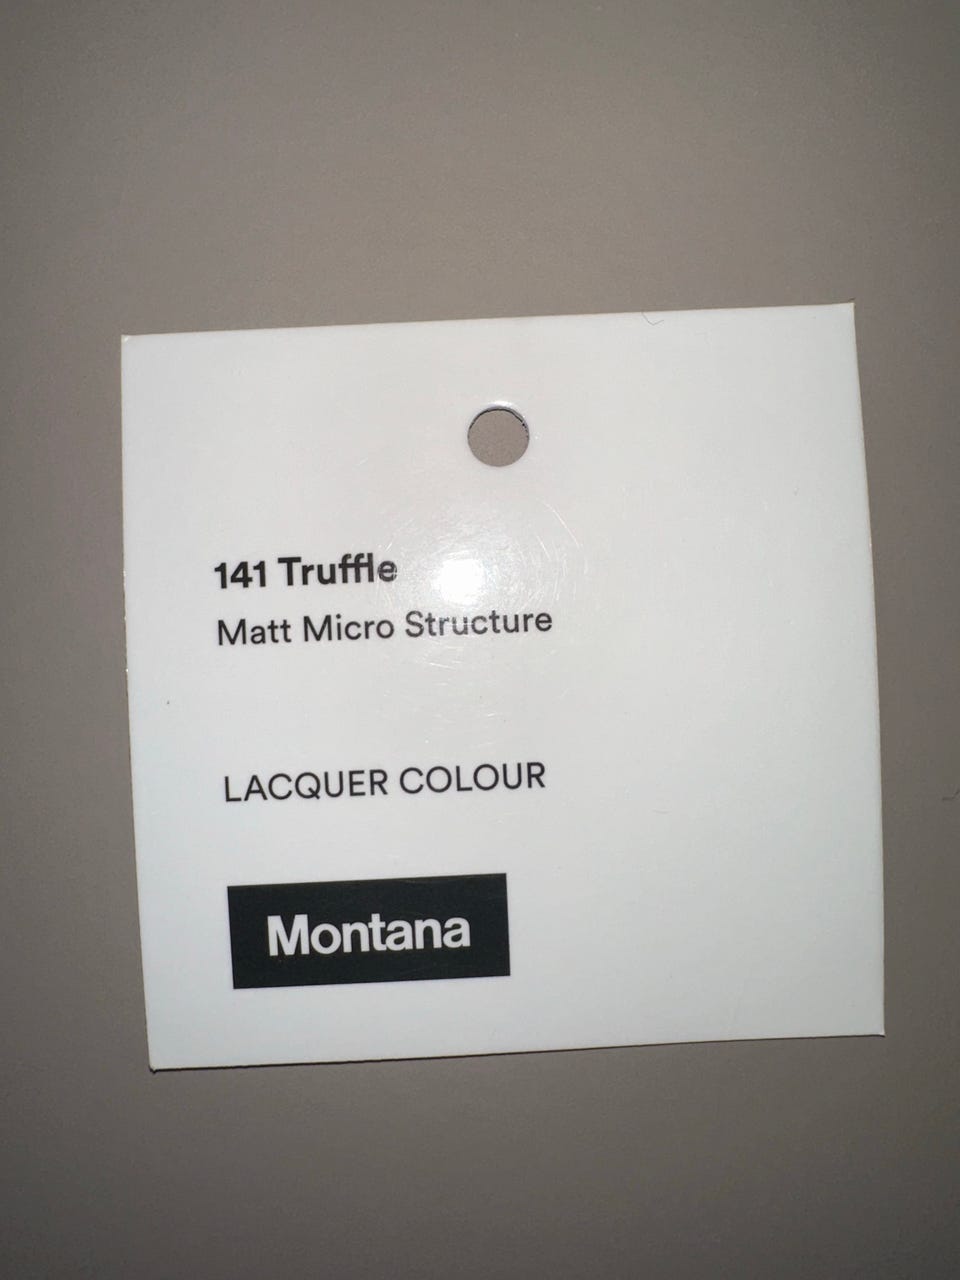 141 Truffle
Matt Micro Structure
LACQUER COLOUR
Montana